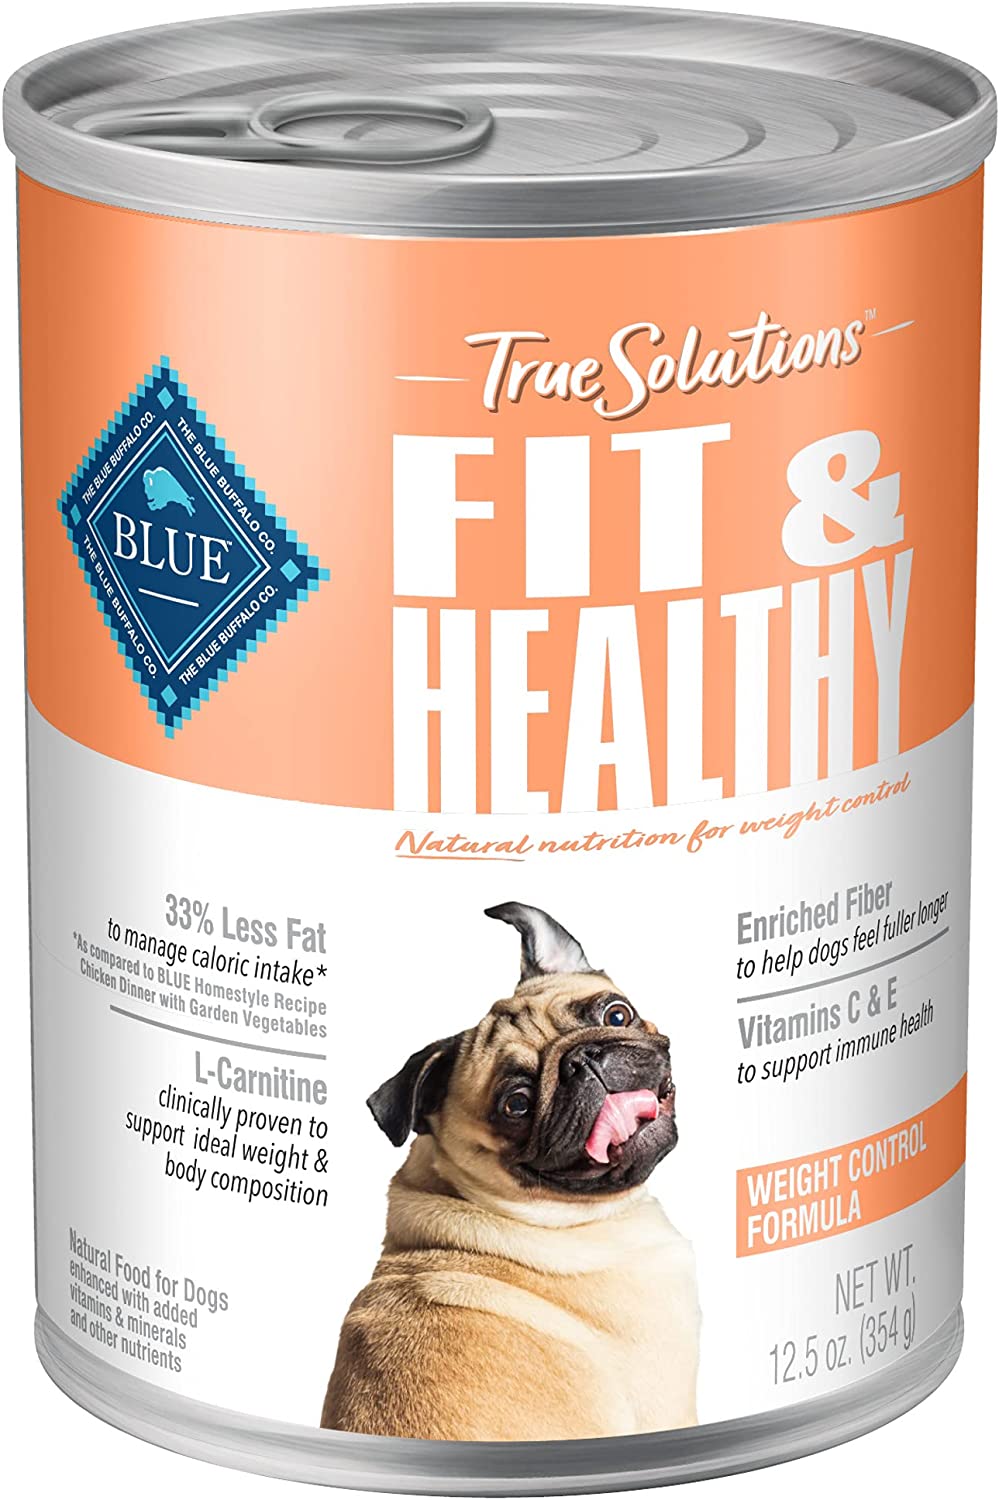 True Solutions™
FIT &
HEALTHY
Natural nutrition for weight control
THE BLUE BUFFALO CO.
THE BLUE BUFFALO CO.
BLUE™
THE BLUE BUFFALO CO.
THE BLUE BUFFALO CO.
33% Less Fat
to manage caloric intake*
*As compared to BLUE Homestyle Recipe
Chicken Dinner with Garden Vegetables
L-Carnitine
clinically proven to
support ideal weight &
body composition
Enriched Fiber
to help dogs feel fuller longer
Vitamins C & E
to support immune health
WEIGHT CONTROL
FORMULA
Natural Food for Dogs
enhanced with added
vitamins & minerals
and other nutrients
NET WT.
12.5 oz. (354 g)